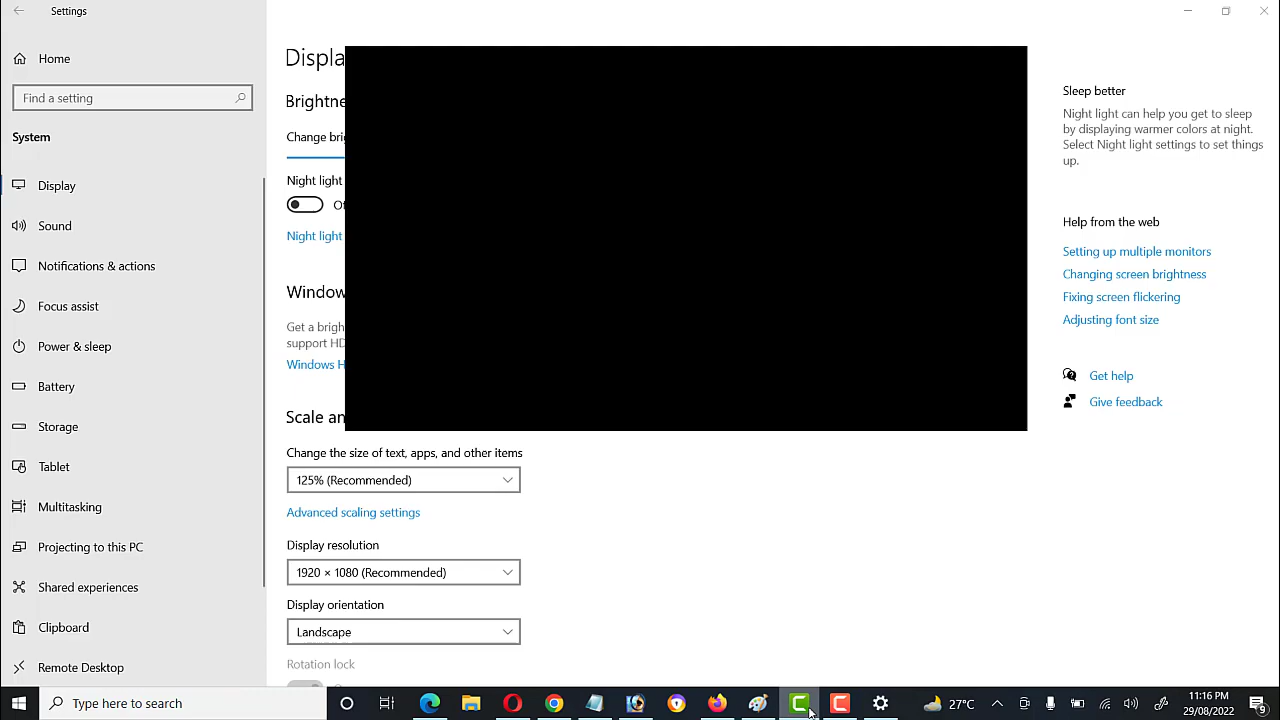 Settings
Home
Find a setting
System
Display
Sound
Notifications & actions
Focus assist
Power & sleep
Battery
Storage
Tablet
Multitasking
Projecting to this PC
Shared experiences
Clipboard
Remote Desktop
Displa
Brightne
Change bri
Night light
Night light
Window
Get a brigh
support HD
Windows H
Scale an
Change the size of text, apps, and other items
125% (Recommended)
Advanced scaling settings
Display resolution
1920 × 1080 (Recommended)
Display orientation
Landscape
Rotation lock
Sleep better
Night light can help you get to sleep
by displaying warmer colors at night.
Select Night light settings to set things
up.
Help from the web
Setting up multiple monitors
Changing screen brightness
Fixing screen flickering
Adjusting font size
Get help
Give feedback
Type here to search
27°C
11:16 PM
29/08/2022